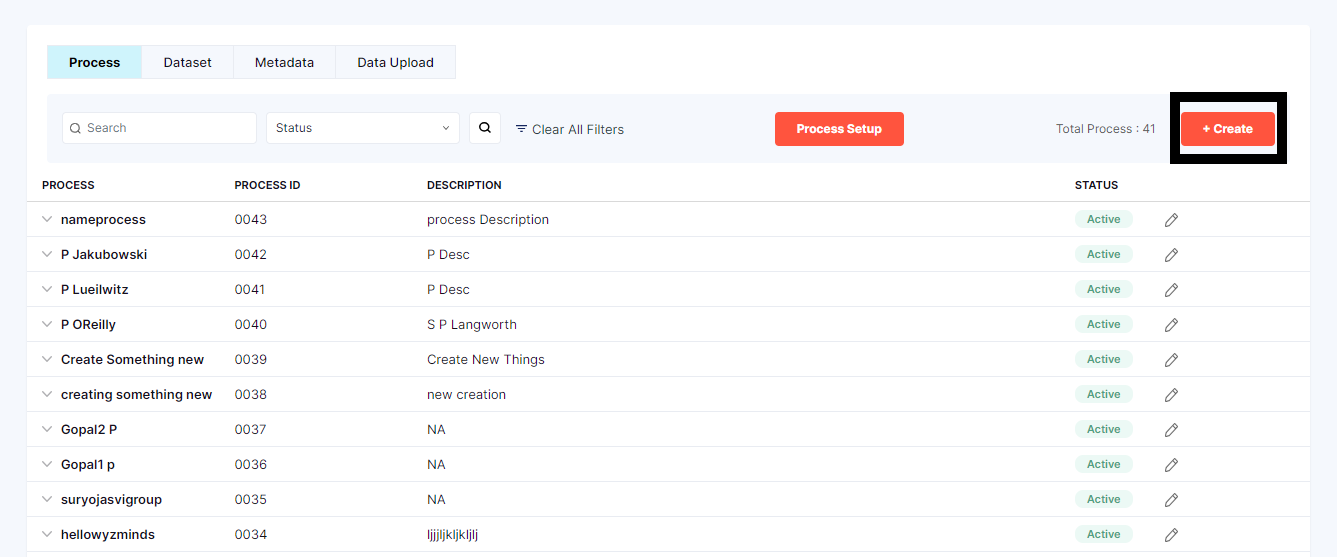 Process Dataset Metadata Data Upload
Search Status Clear All Filters Process Setup Total Process : 41 + Create
PROCESS PROCESS ID DESCRIPTION STATUS
nameprocess 0043 process Description Active
P Jakubowski 0042 P Desc Active
P Lueilwitz 0041 P Desc Active
P OReilly 0040 S P Langworth Active
Create Something new 0039 Create New Things Active
creating something new 0038 new creation Active
Gopal2 P 0037 NA Active
Gopal1 p 0036 NA Active
suryojasvigroup 0035 NA Active
hellowyzminds 0034 ljjjljkljkljlj Active